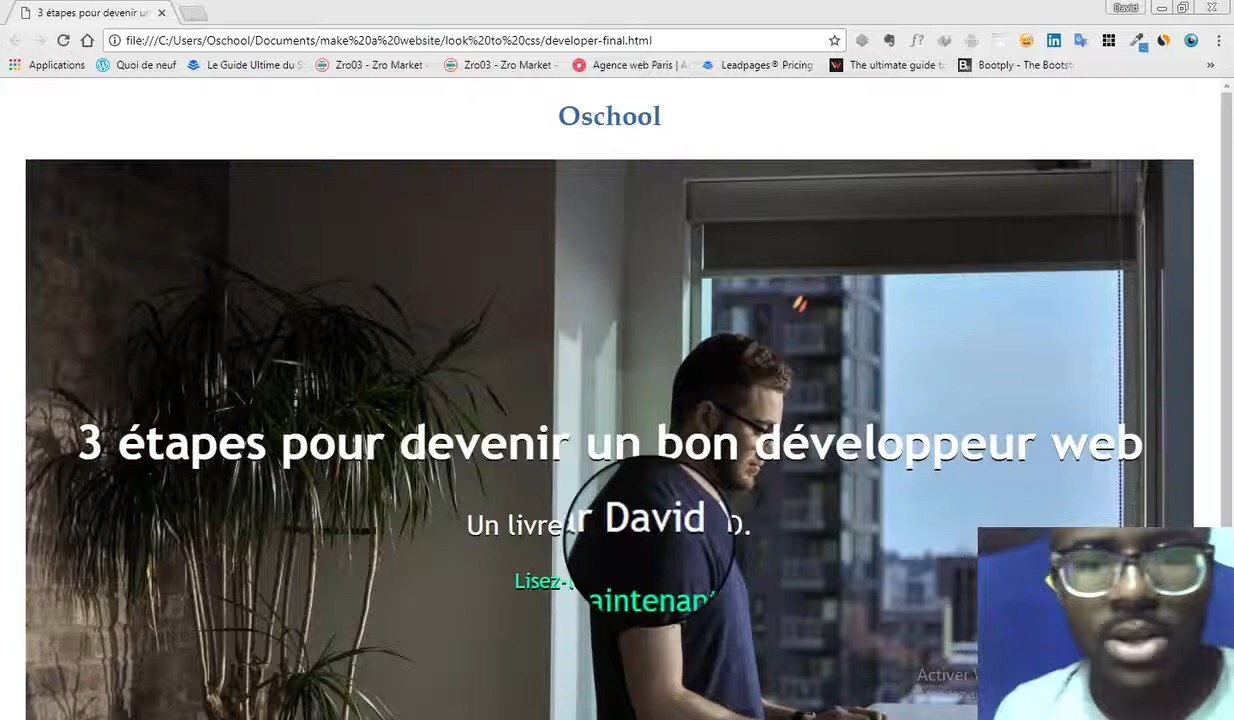 3 étapes pour devenir un
David
file:///C:/Users/Oschool/Documents/make%20a%20website/look%20to%20css/developer-final.html
Applications Quoi de neuf Le Guide Ultime du S Zro03 - Zro Market - Zro03 - Zro Market - Agence web Paris | A Leadpages® Pricing The ultimate guide to Bootply - The Bootst
Oschool
3 étapes pour devenir un bon développeur web
Un livre ur David D.
Lisez- maintenant
Activer